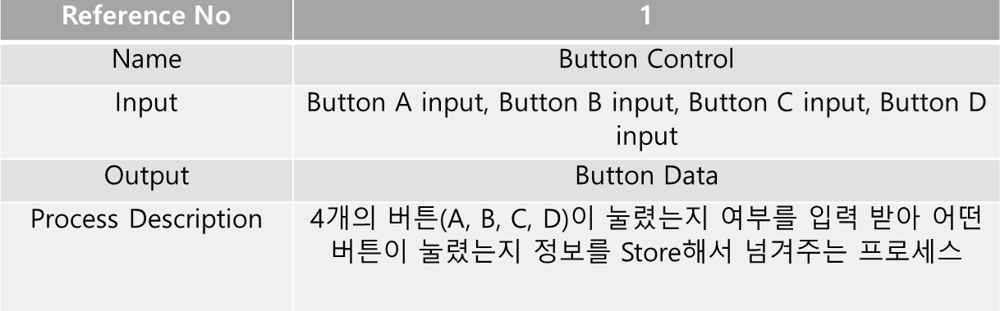 Reference No 1
Name Button Control
Input Button A input, Button B input, Button C input, Button D
input
Output Button Data
Process Description 4개의 버튼(A, B, C, D)이 눌렸는지 여부를 입력 받아 어떤
버튼이 눌렸는지 정보를 Store해서 넘겨주는 프로세스